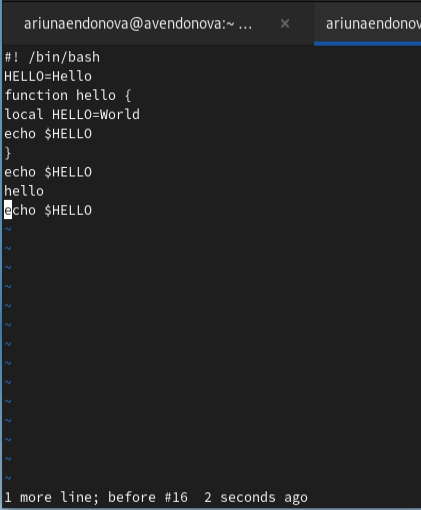 ariunaendonova@avendonova:~ ... × ariunaendonov
#! /bin/bash
HELLO=Hello
function hello {
local HELLO=World
echo $HELLO
}
echo $HELLO
hello
echo $HELLO
~
~
~
~
~
~
~
~
~
~
~
~
~
~
1 more line; before #16  2 seconds ago